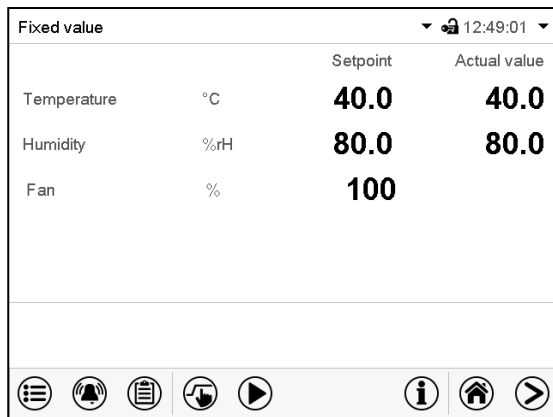 Fixed value 12:49:01
Setpoint Actual value
Temperature °C 40.0 40.0
Humidity %rH 80.0 80.0
Fan % 100